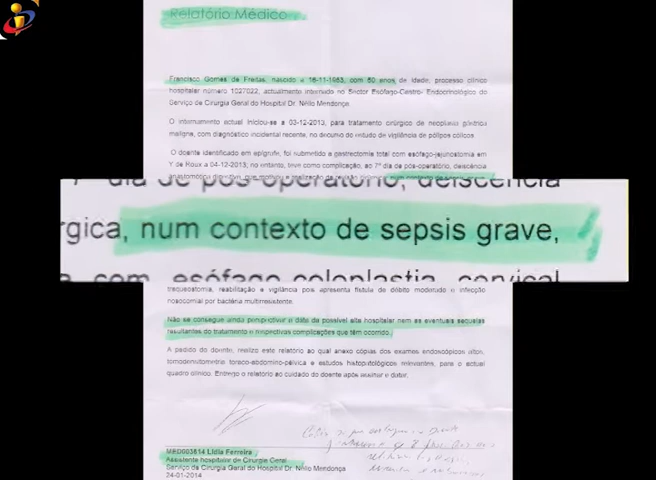 Relatório Médico
Francisco Gomes de Freitas, nascido a 16-11-1963, com 50 anos de idade, processo clínico
hospitalar número 1027022, actualmente internado no Sector Esófago-Gastro- Endocrinológico do
Serviço de Cirurgia Geral do Hospital Dr. Nélio Mendonça.
O internamento actual iniciou-se a 03-12-2013, para tratamento cirúrgico de neoplasia gástrica
maligna, com diagnóstico incidental recente, no decurso de estudo de vigilância de pólipos cólicos
O doente identificado em epígrafe, foi submetido a gastrectomia total com esófago-jejunostomia em
Y de Roux a 04-12-2013; no entanto, teve como complicação, ao 7º dia de pós-operatório, deiscência
dia de pós-operatório, deiscência
rgica, num contexto de sepsis grave,
com esófago coloplastia cervical
traqueostomia, reabilitação e vigilância pois apresenta fístula de débito moderado e infecção
nosocomial por bactéria multirresistente.
Não se consegue ainda perspectivar a data da possível alta hospitalar nem as eventuais sequelas
resultantes do tratamento e respectivas complicações que têm ocorrido.
A pedido do doente, realizo este relatório ao qual anexo cópias dos exames endoscópicos altos,
tomodensitometria toraco-abdomino-pélvica e estudos histopatológicos relevantes, para o actual
quadro clínico. Entrego o relatório ao cuidado do doente após assinar e datar.
MED003614 Lídia Ferreira
Assistente hospitalar de Cirurgia Geral
Serviço de Cirurgia Geral do Hospital Dr. Nélio Mendonça
24-01-2014